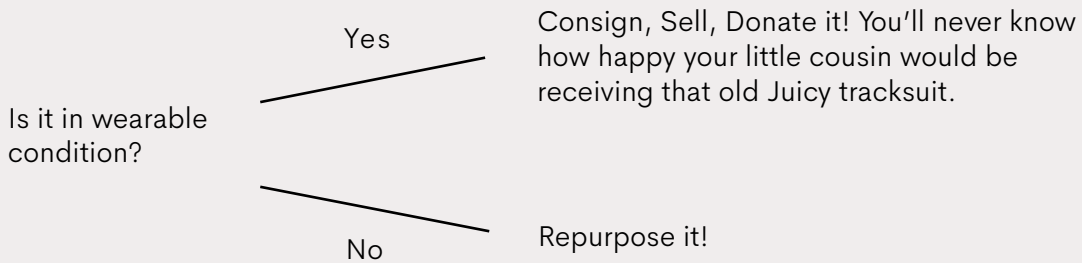 Is it in wearable
condition?
Yes
Consign, Sell, Donate it! You’ll never know
how happy your little cousin would be
receiving that old Juicy tracksuit.
No
Repurpose it!